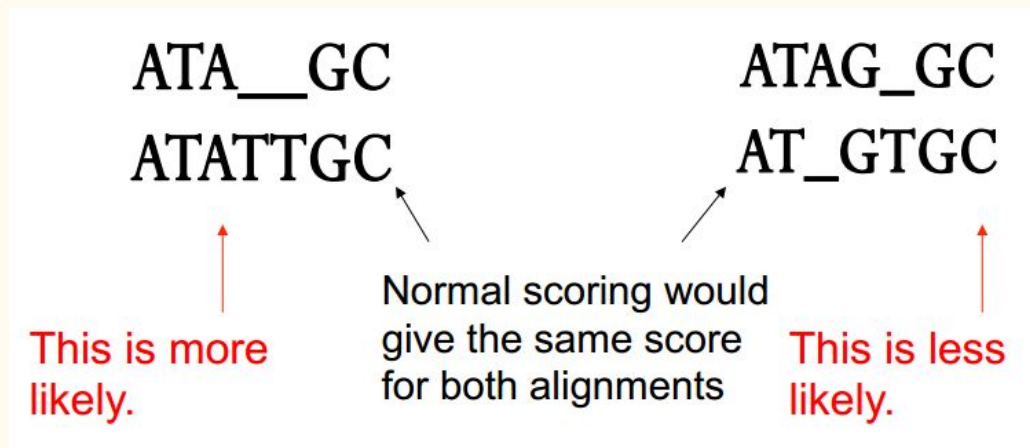 ATA__GC
ATATTGC
ATAG_GC
AT_GTGC
Normal scoring would
give the same score
for both alignments
This is more
likely.
This is less
likely.